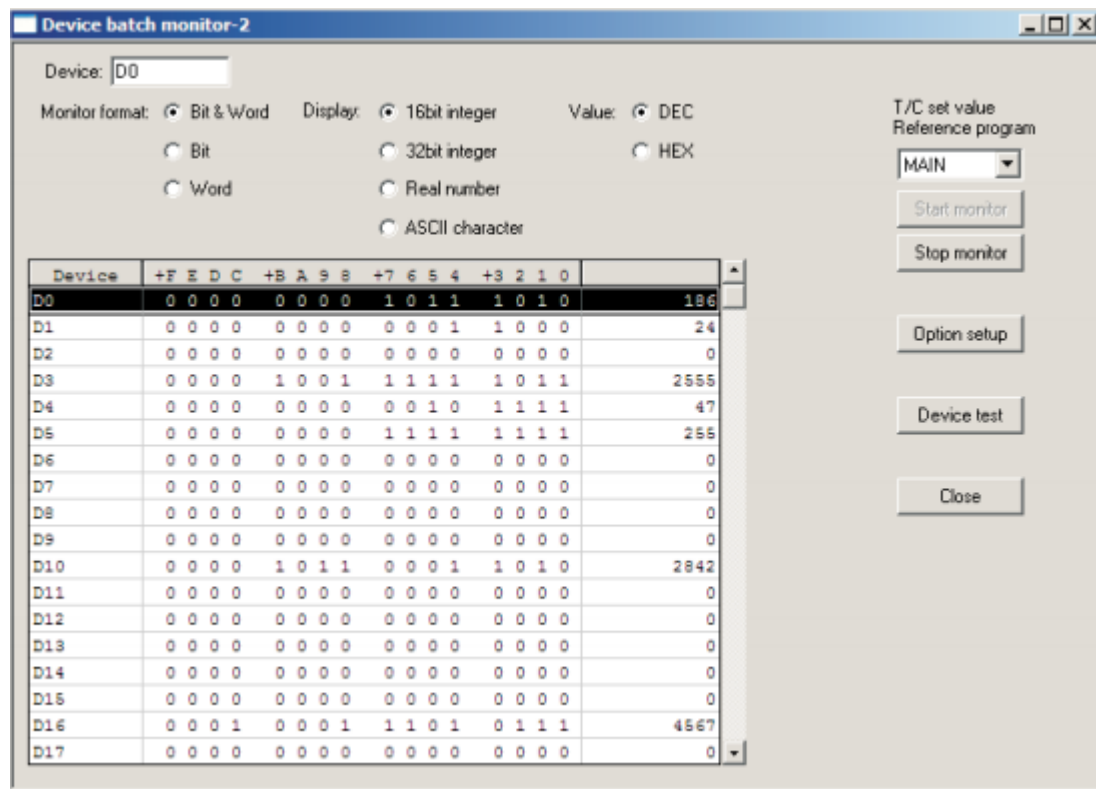 Device batch monitor-2
Device: D0
Monitor format: Bit & Word Display: 16bit integer Value: DEC
Bit 32bit integer HEX
Word Real number
ASCII character
T/C set value
Reference program
MAIN
Start monitor
Stop monitor
Option setup
Device test
Close
Device +F E D C +B A 9 8 +7 6 5 4 +3 2 1 0
D0 0 0 0 0 0 0 0 0 1 0 1 1 1 0 1 0 186
D1 0 0 0 0 0 0 0 0 0 0 0 1 1 0 0 0 24
D2 0 0 0 0 0 0 0 0 0 0 0 0 0 0 0 0 0
D3 0 0 0 0 1 0 0 1 1 1 1 1 1 0 1 1 2555
D4 0 0 0 0 0 0 0 0 0 0 1 0 1 1 1 1 47
D5 0 0 0 0 0 0 0 0 1 1 1 1 1 1 1 1 255
D6 0 0 0 0 0 0 0 0 0 0 0 0 0 0 0 0 0
D7 0 0 0 0 0 0 0 0 0 0 0 0 0 0 0 0 0
D8 0 0 0 0 0 0 0 0 0 0 0 0 0 0 0 0 0
D9 0 0 0 0 0 0 0 0 0 0 0 0 0 0 0 0 0
D10 0 0 0 0 1 0 1 1 0 0 0 1 1 0 1 0 2842
D11 0 0 0 0 0 0 0 0 0 0 0 0 0 0 0 0 0
D12 0 0 0 0 0 0 0 0 0 0 0 0 0 0 0 0 0
D13 0 0 0 0 0 0 0 0 0 0 0 0 0 0 0 0 0
D14 0 0 0 0 0 0 0 0 0 0 0 0 0 0 0 0 0
D15 0 0 0 0 0 0 0 0 0 0 0 0 0 0 0 0 0
D16 0 0 0 1 0 0 0 1 1 1 0 1 0 1 1 1 4567
D17 0 0 0 0 0 0 0 0 0 0 0 0 0 0 0 0 0